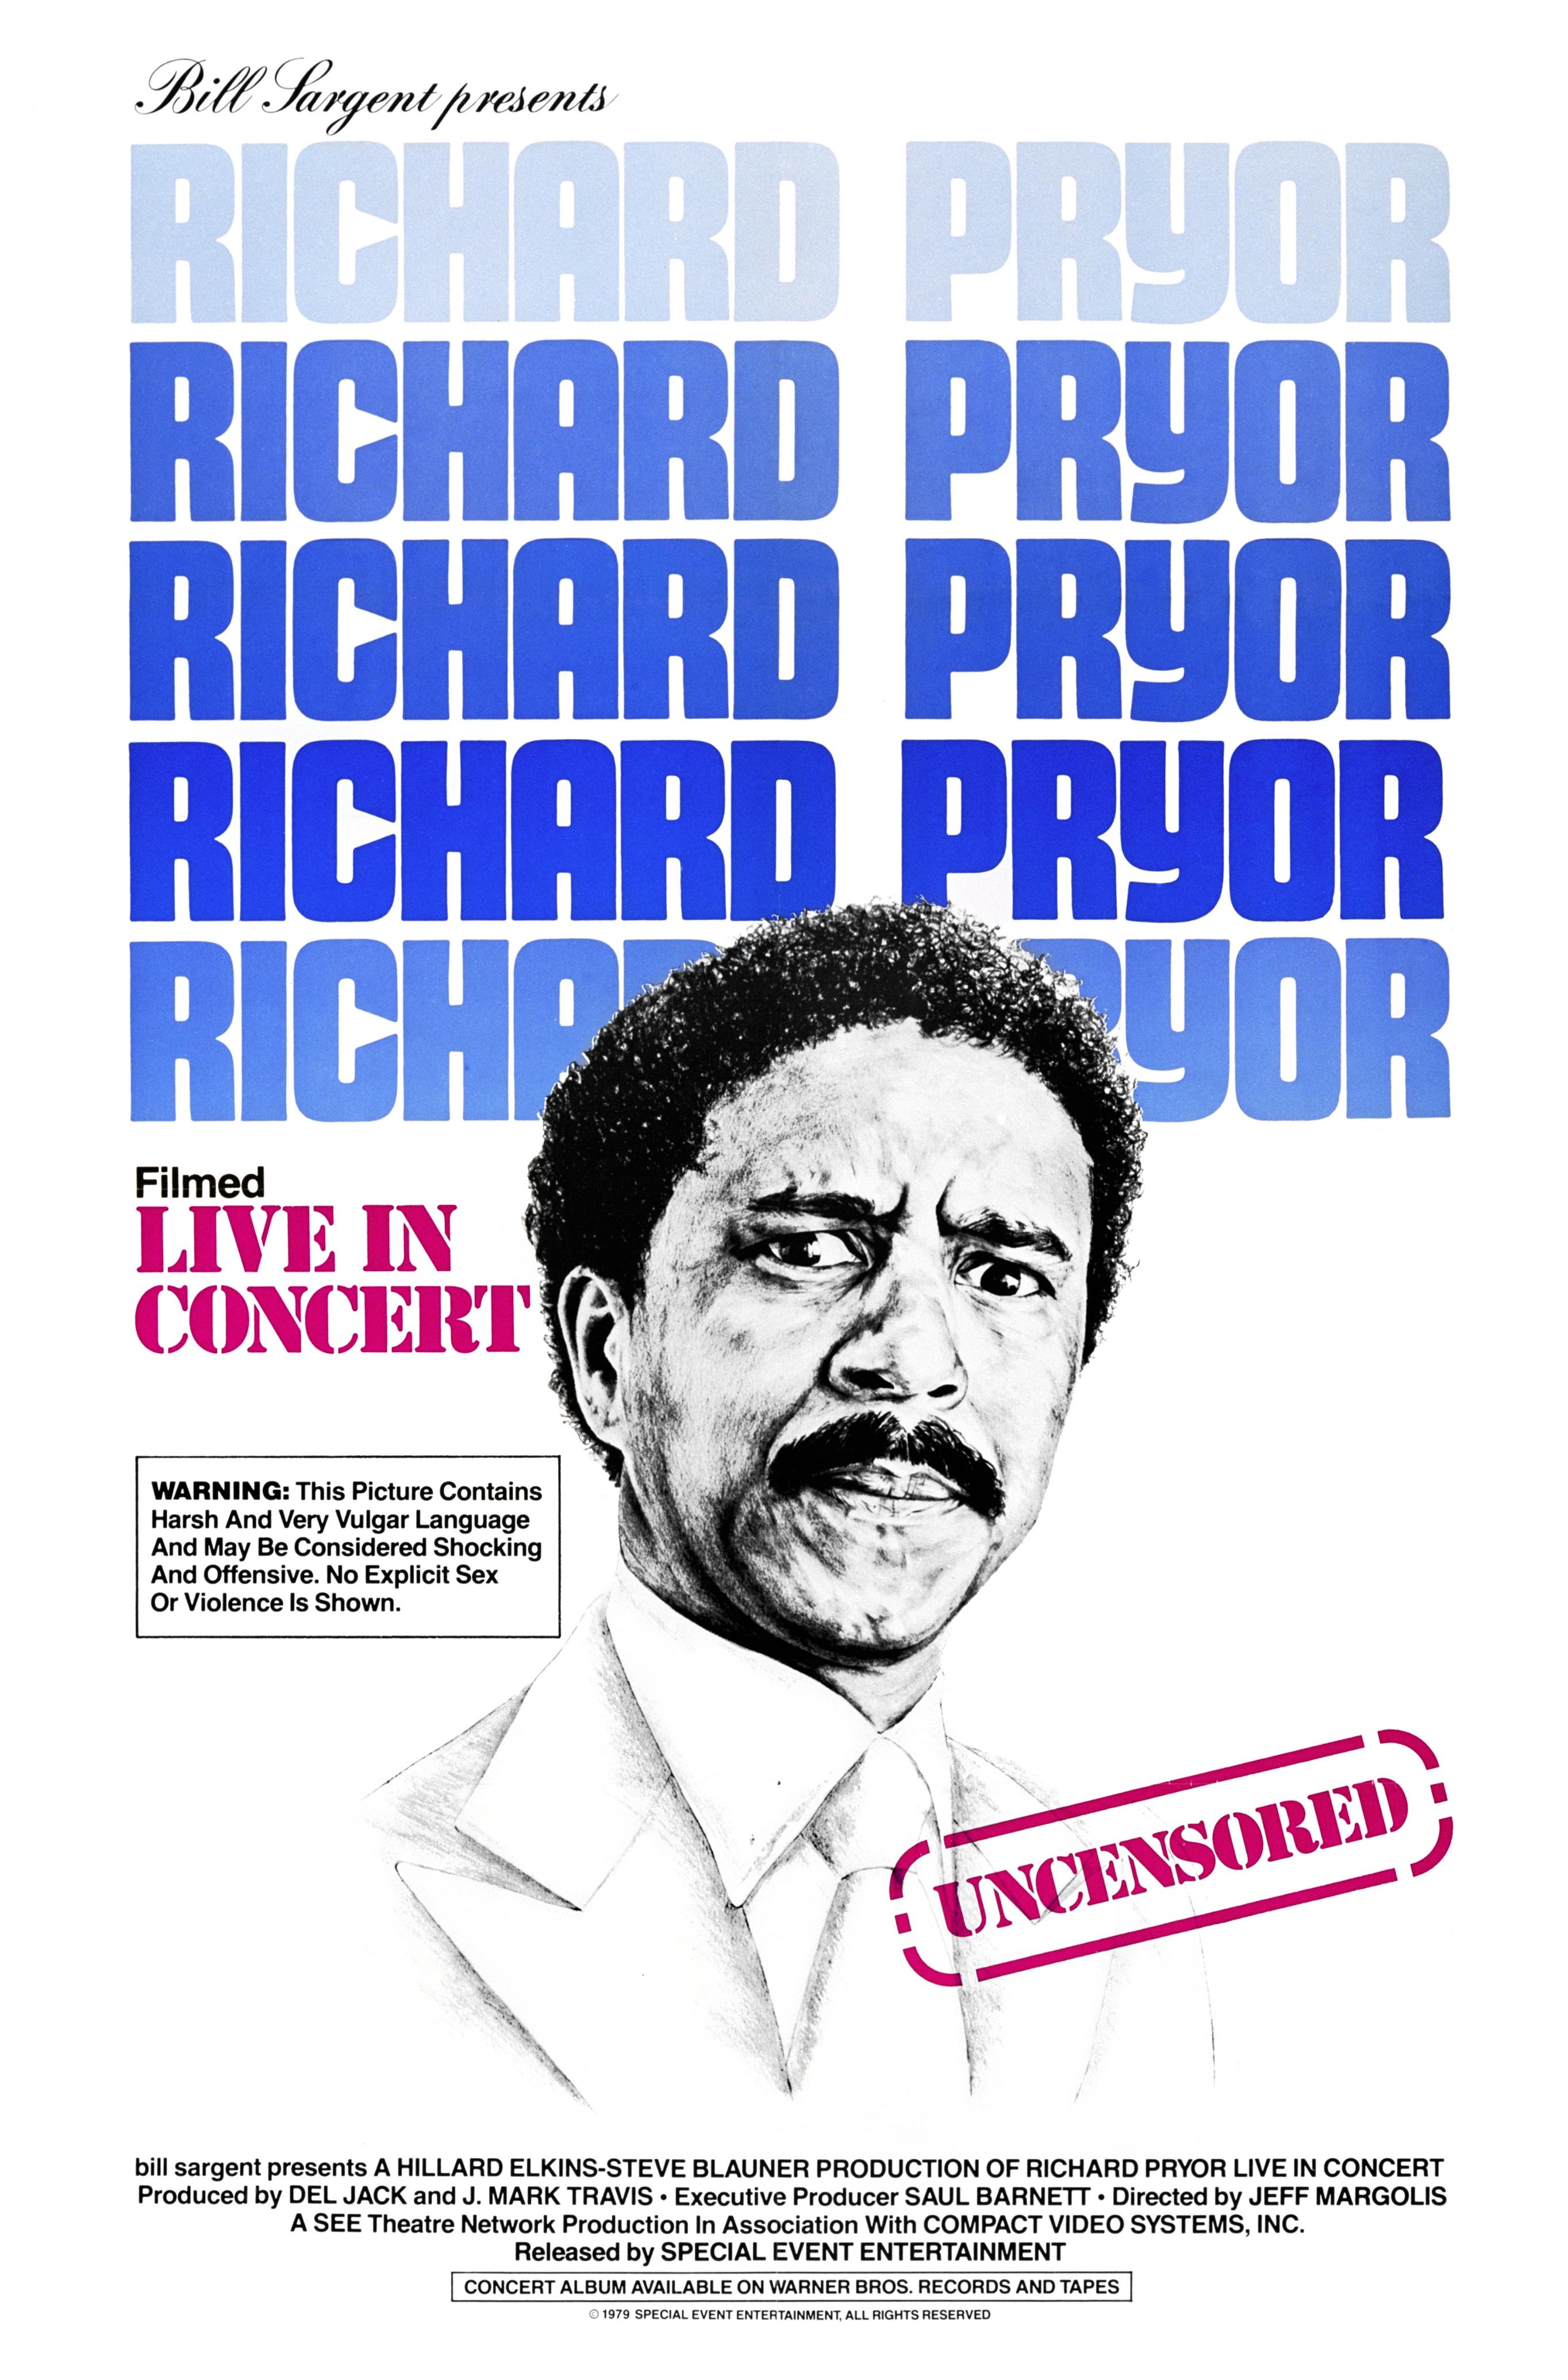 Bill Sargent presents
RICHARD PRYOR
RICHARD PRYOR
RICHARD PRYOR
RICHARD PRYOR
RICHA YOR
Filmed
LIVE IN
CONCERT
WARNING: This Picture Contains
Harsh And Very Vulgar Language
And May Be Considered Shocking
And Offensive. No Explicit Sex
Or Violence Is Shown.
UNCENSORED
bill sargent presents A HILLARD ELKINS-STEVE BLAUNER PRODUCTION OF RICHARD PRYOR LIVE IN CONCERT
Produced by DEL JACK and J. MARK TRAVIS • Executive Producer SAUL BARNETT • Directed by JEFF MARGOLIS
A SEE Theatre Network Production In Association With COMPACT VIDEO SYSTEMS, INC.
Released by SPECIAL EVENT ENTERTAINMENT
CONCERT ALBUM AVAILABLE ON WARNER BROS. RECORDS AND TAPES
© 1979 SPECIAL EVENT ENTERTAINMENT, ALL RIGHTS RESERVED